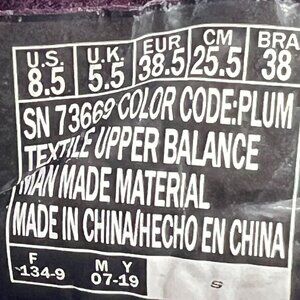 U.S. U.K EUR CM BRA
8.5 5.5 38.5 25.5 38
SN 73669 COLOR CODE:PLUM
TEXTILE UPPER BALANCE
MAN MADE MATERIAL
MADE IN CHINA/HECHO EN CHINA
F M Y
134-9 07-19 S